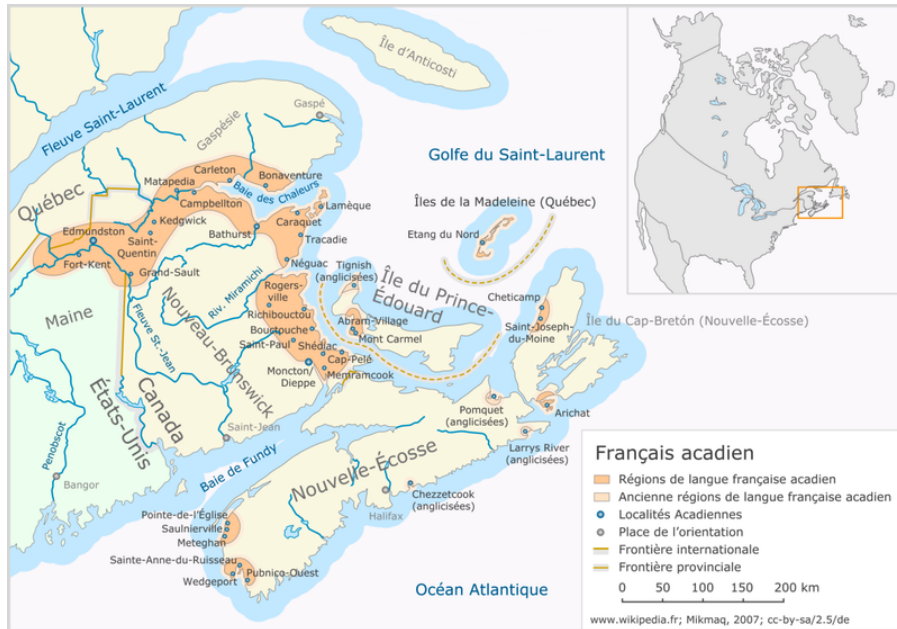 Île d'Anticosti
Fleuve Saint-Laurent
Gaspésie
Gaspé
Golfe du Saint-Laurent
Québec
Matapedia
Carleton
Bonaventure
Baie des Chaleurs
Campbellton
Lamèque
Îles de la Madeleine (Québec)
Kedgwick
Caraquet
Edmundston
Saint-
Quentin
Bathurst
Tracadie
Etang du Nord
Fort-Kent
Grand-Sault
Néguac
Tignish
(anglicisées)
Île du Prince-
Édouard
Rogers-
ville
Riv. Miramichi
Cheticamp
Maine
Richibouctou
Abram-Village
Saint-Joseph-
du-Moine
Île du Cap-Bretón (Nouvelle-Écosse)
Fleuve St.-Jean
Nouveau-Brunswick
Bouctouche
Mont Carmel
Saint-Paul
Shédiac
Cap-Pelé
Moncton/
Dieppe
Memramcook
États-Unis
Canada
Pomquet
(anglicisées)
Arichat
Saint-Jean
Larrys River
(anglicisées)
Penobscot
Bangor
Baie de Fundy
Nouvelle-Écosse
Chezzetcook
(anglicisées)
Halifax
Pointe-de-l'Église
Saulnierville
Meteghan
Sainte-Anne-du-Ruisseau
Pubnico-Ouest
Wedgeport
Océan Atlantique
Français acadien
Régions de langue française acadien
Ancienne régions de langue française acadien
Localités Acadiennes
Place de l'orientation
Frontière internationale
Frontière provinciale
0 50 100 150 200 km
www.wikipedia.fr; Mikmaq, 2007; cc-by-sa/2.5/de